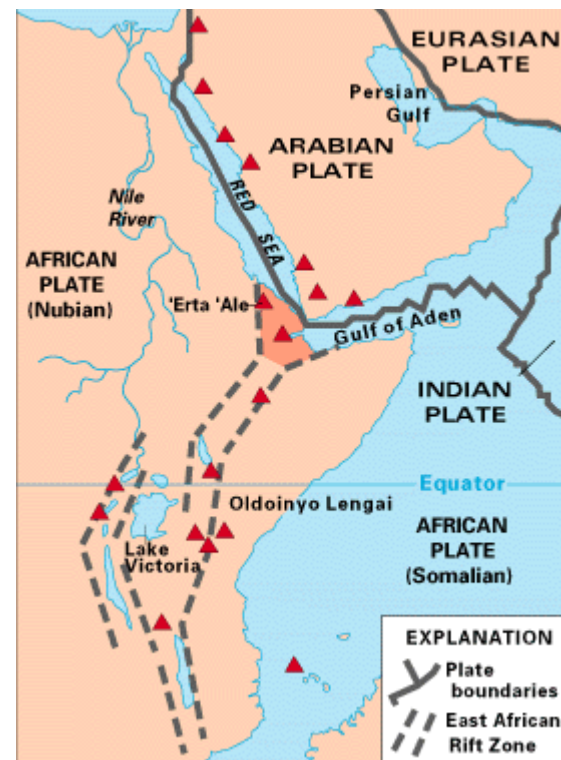 EURASIAN
PLATE
Persian
Gulf
ARABIAN
PLATE
RED
SEA
Nile
River
AFRICAN
PLATE
(Nubian)
'Erta 'Ale
Gulf of Aden
INDIAN
PLATE
Equator
Oldoinyo Lengai
AFRICAN
PLATE
(Somalian)
Lake
Victoria
EXPLANATION
Plate
boundaries
East African
Rift Zone